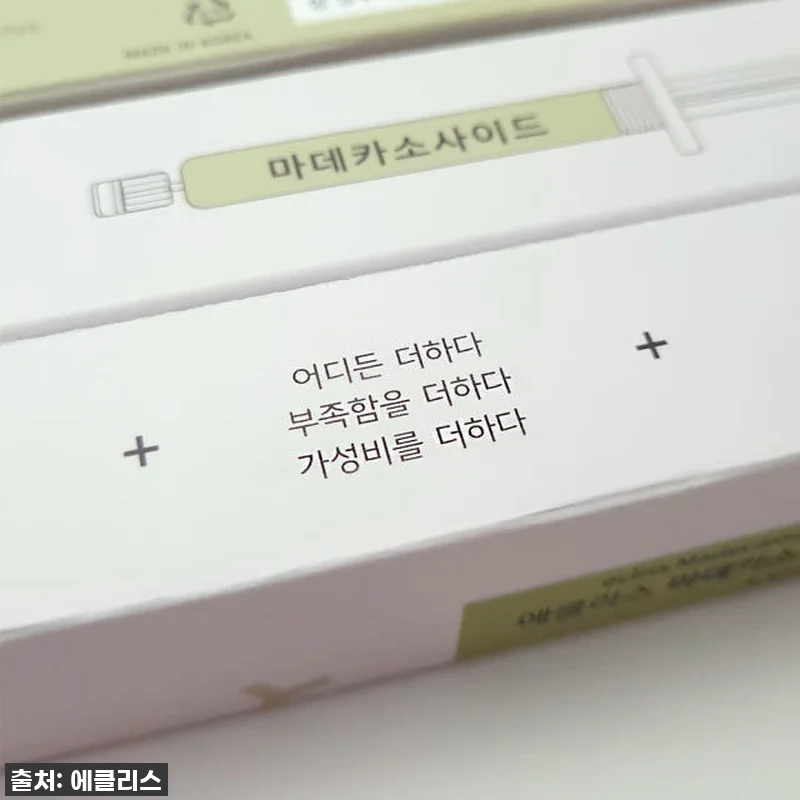 MADE IN KOREA
마데카소사이드
어디든 더하다
부족함을 더하다
가성비를 더하다
출처: 에클리스